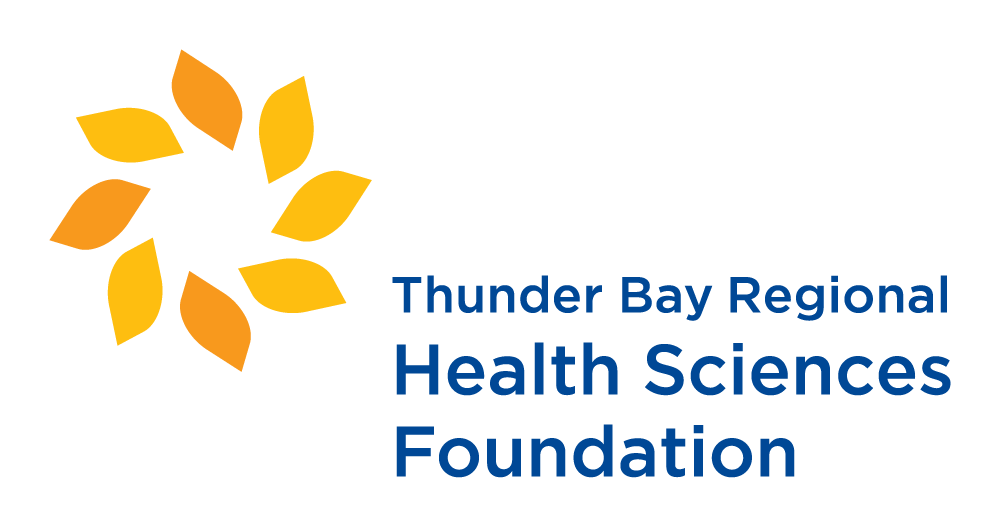 Thunder Bay Regional
Health Sciences
Foundation